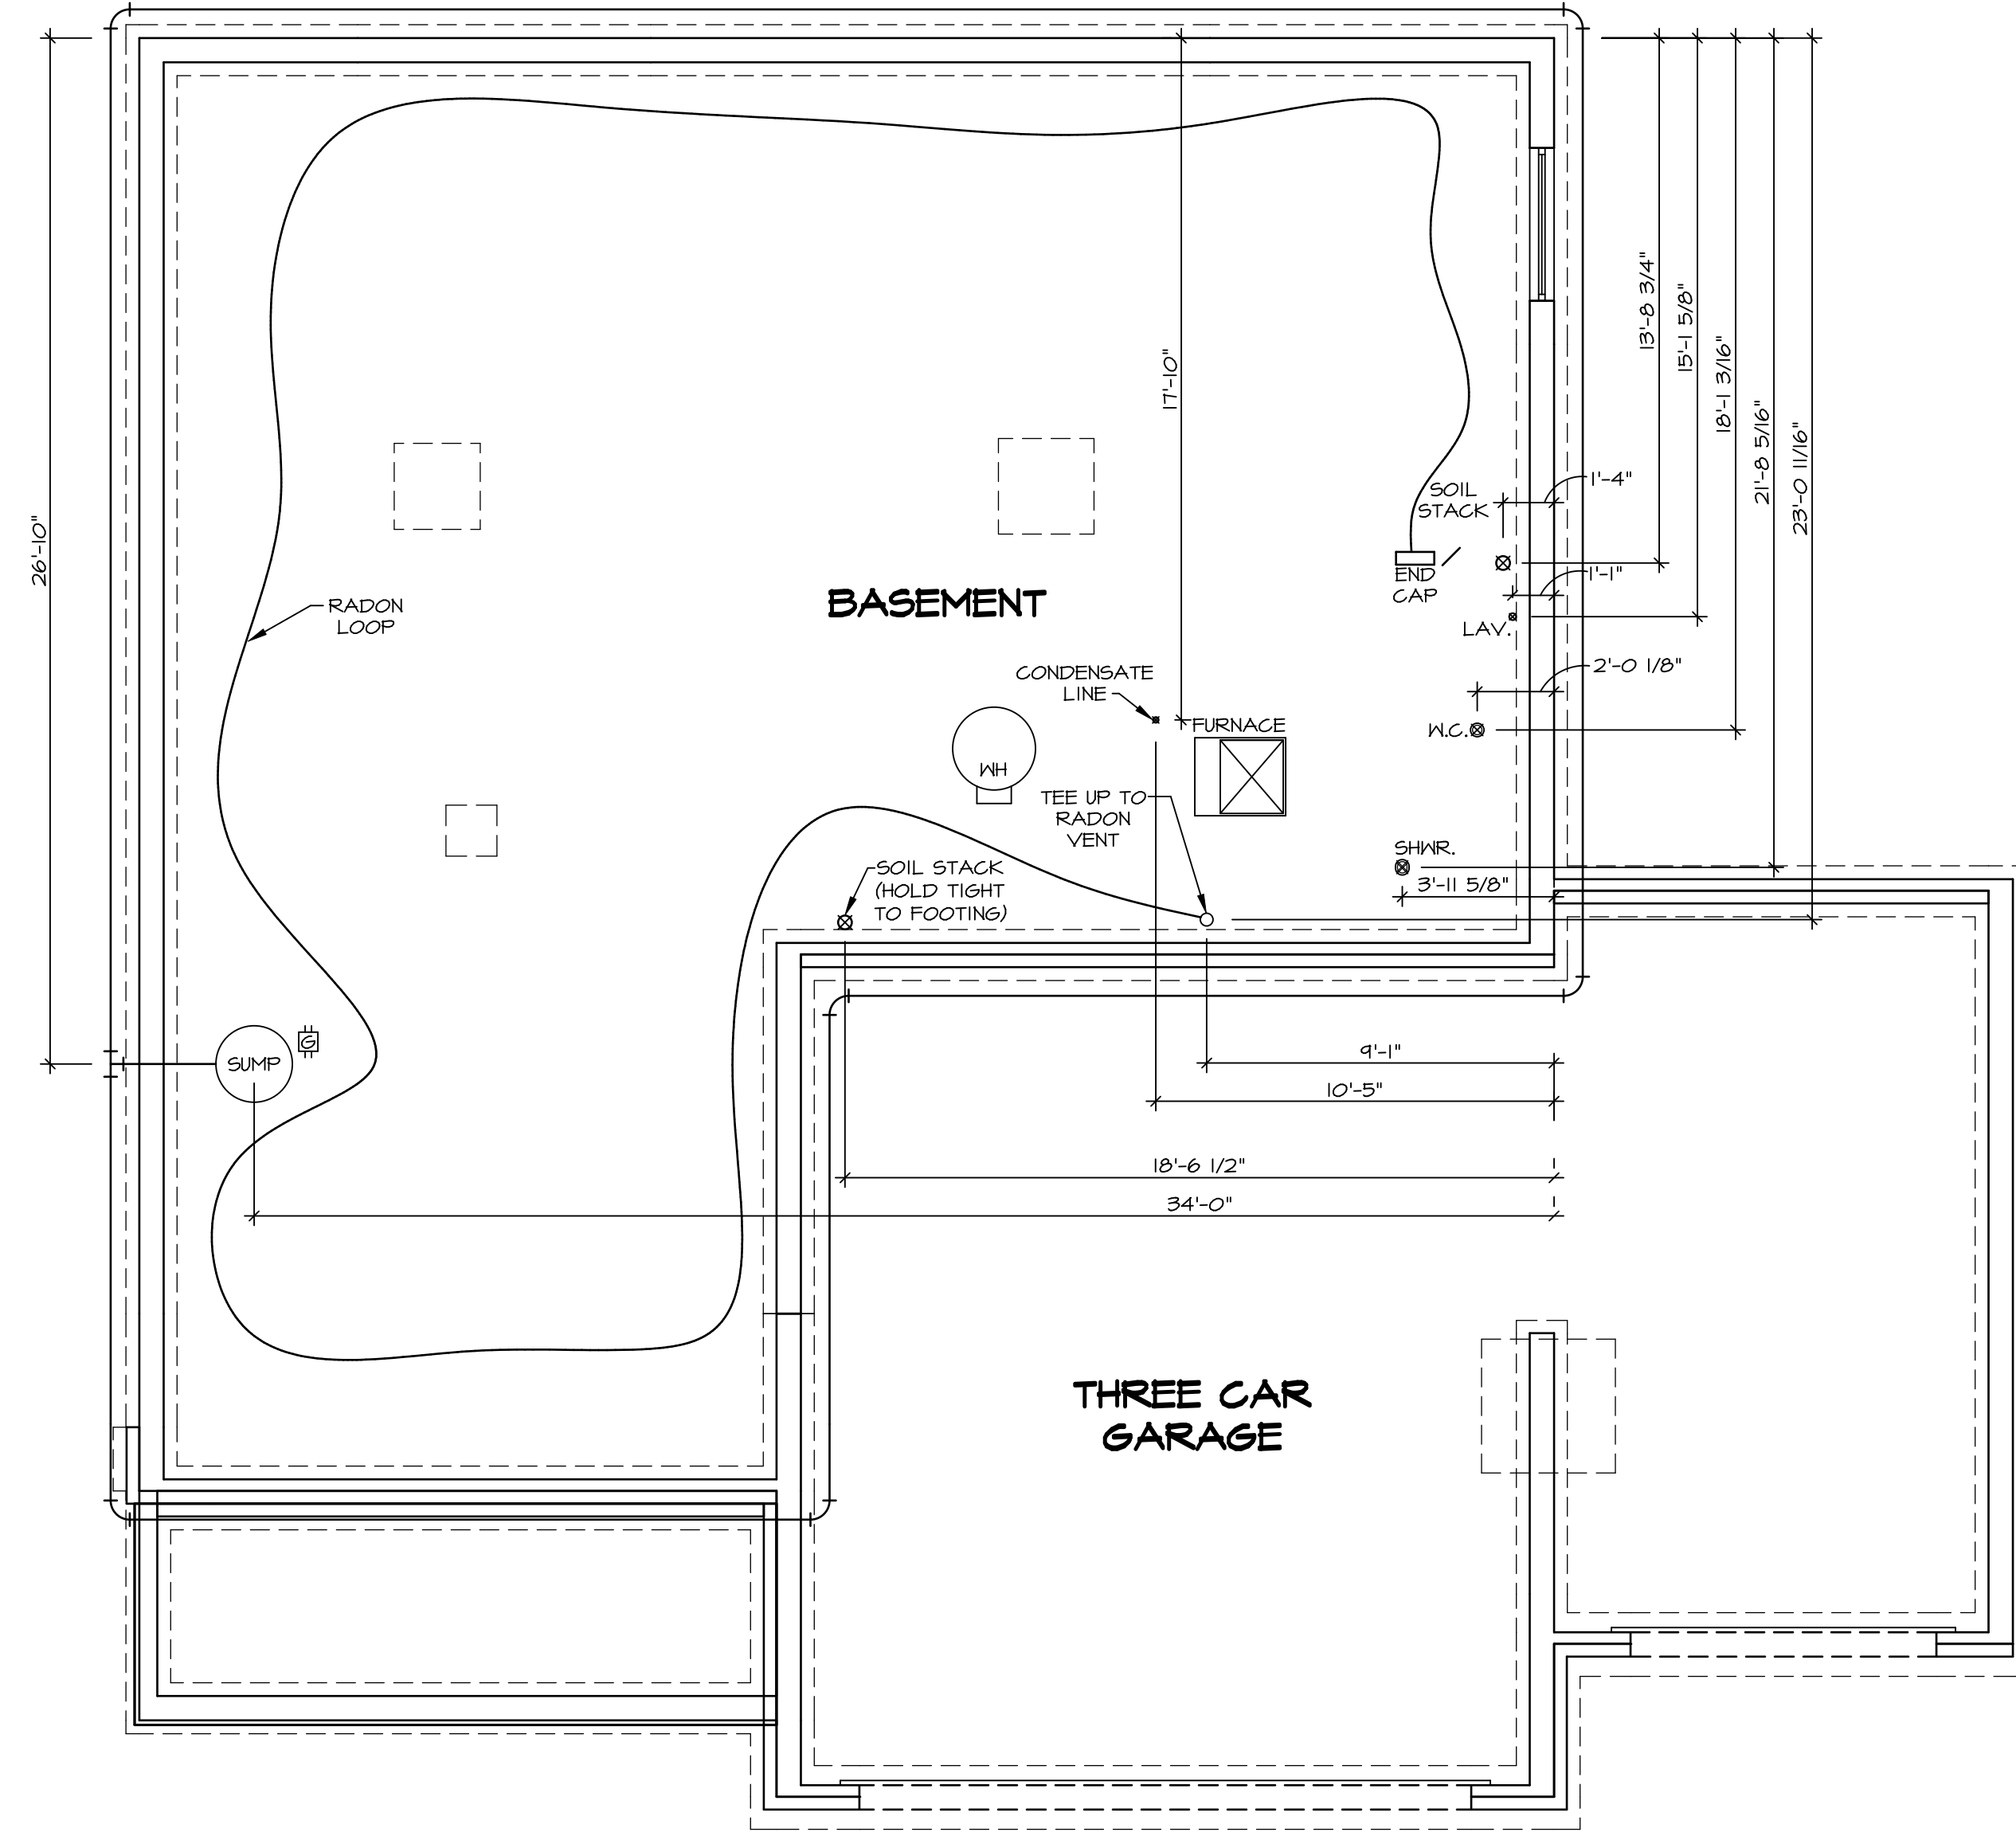 13'-8 3/4"
15'-1 5/8"
18'-1 3/16"
21'-8 5/16"
23'-0 11/16"
17'-10"
26'-10"
1'-4"
SOIL
STACK
END
CAP
1'-1"
LAV.
BASEMENT
RADON
LOOP
2'-0 1/8"
CONDENSATE
LINE
FURNACE
W.C.
WH
TEE UP TO
RADON
VENT
SHWR.
3'-11 5/8"
SOIL STACK
(HOLD TIGHT
TO FOOTING)
SUMP
G
9'-1"
10'-5"
18'-6 1/2"
34'-0"
THREE CAR
GARAGE